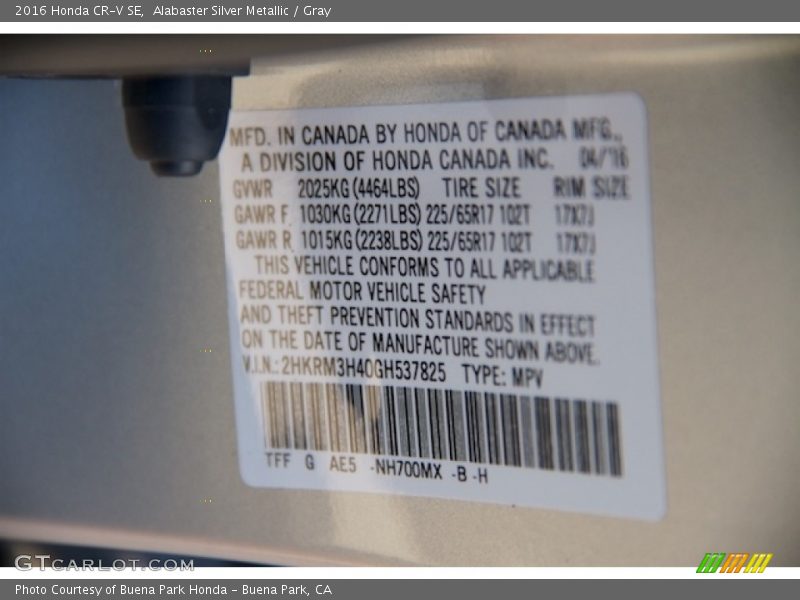 2016 Honda CR-V SE,  Alabaster Silver Metallic / Gray
MFD. IN CANADA BY HONDA OF CANADA MFG.,
A DIVISION OF HONDA CANADA INC. 04/'16
GVWR 2025KG(4464LBS) TIRE SIZE RIM SIZE
GAWR F. 1030KG(2271LBS) 225/65R17 102T 17X7J
GAWR R. 1015KG(2238LBS) 225/65R17 102T 17X7J
THIS VEHICLE CONFORMS TO ALL APPLICABLE
FEDERAL MOTOR VEHICLE SAFETY
AND THEFT PREVENTION STANDARDS IN EFFECT
ON THE DATE OF MANUFACTURE SHOWN ABOVE.
V.I.N.: 2HKRM3H40GH537825 TYPE: MPV
TFF G AE5 -NH700MX -B -H
GTCARLOT.COM
Photo Courtesy of Buena Park Honda - Buena Park, CA